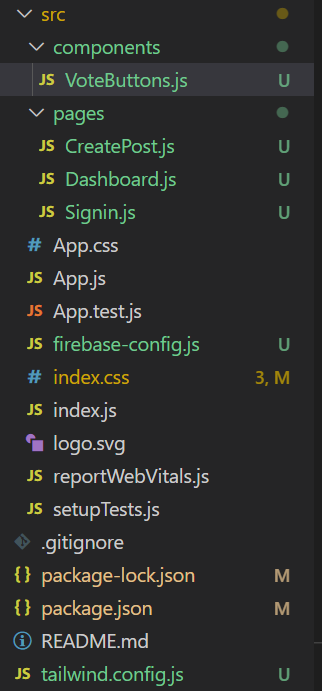 src
components
JS VoteButtons.js U
pages
JS CreatePost.js U
JS Dashboard.js U
JS Signin.js U
# App.css
JS App.js
JS App.test.js
JS firebase-config.js U
# index.css 3, M
JS index.js
logo.svg
JS reportWebVitals.js
JS setupTests.js
.gitignore
{} package-lock.json M
{} package.json M
README.md
JS tailwind.config.js U